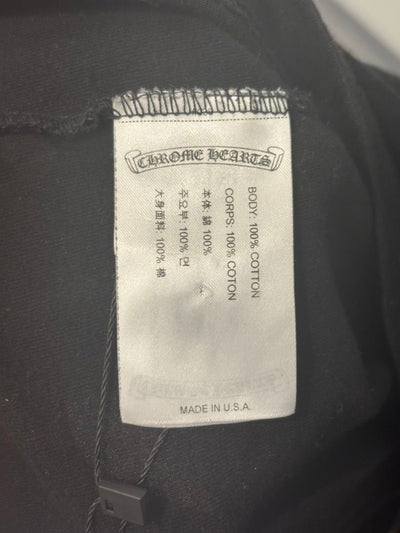 CHROME HEARTS
BODY: 100% COTTON
CORPS: 100% COTON
本体: 綿 100%
주요부: 100% 면
大身面料: 100% 棉
MADE IN U.S.A.